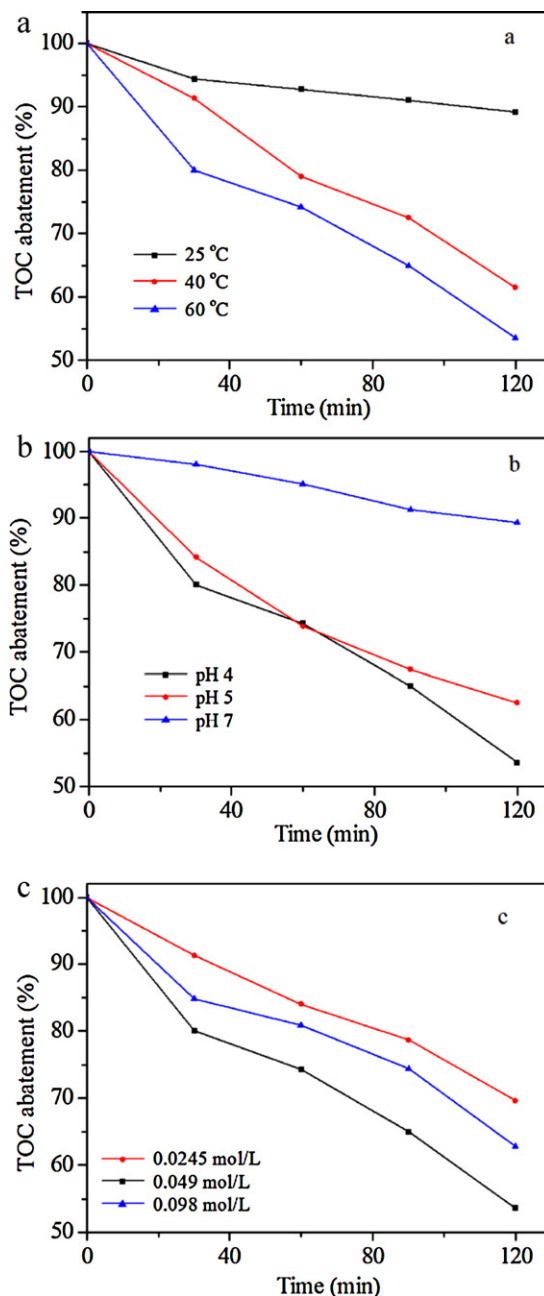 a
a
TOC abatement (%)
100
90
80
70
60
50
25 °C
40 °C
60 °C
0
40
80
120
Time (min)
b
b
TOC abatement (%)
100
90
80
70
60
50
pH 4
pH 5
pH 7
0
40
80
120
Time (min)
c
c
TOC abatement (%)
100
90
80
70
60
50
0.0245 mol/L
0.049 mol/L
0.098 mol/L
0
40
80
120
Time (min)